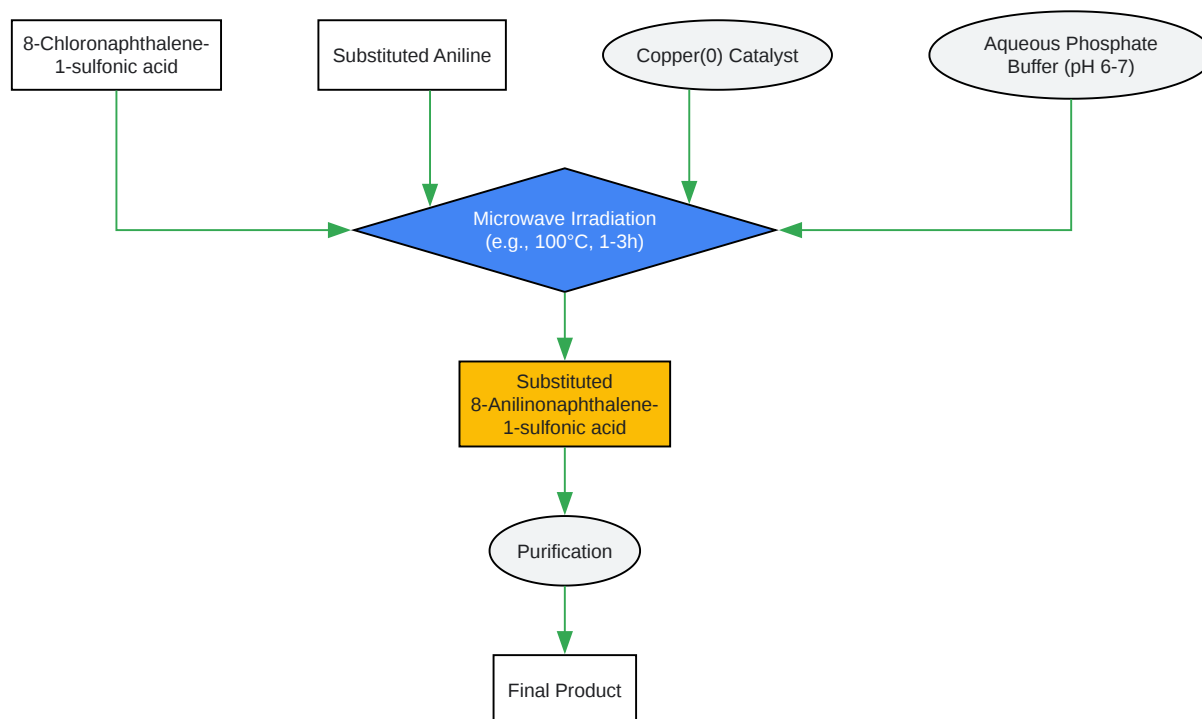 8-Chloronaphthalene-
1-sulfonic acid
Substituted Aniline
Copper(0) Catalyst
Aqueous Phosphate
Buffer (pH 6-7)
Microwave Irradiation
(e.g., 100°C, 1-3h)
Substituted
8-Anilinonaphthalene-
1-sulfonic acid
Purification
Final Product